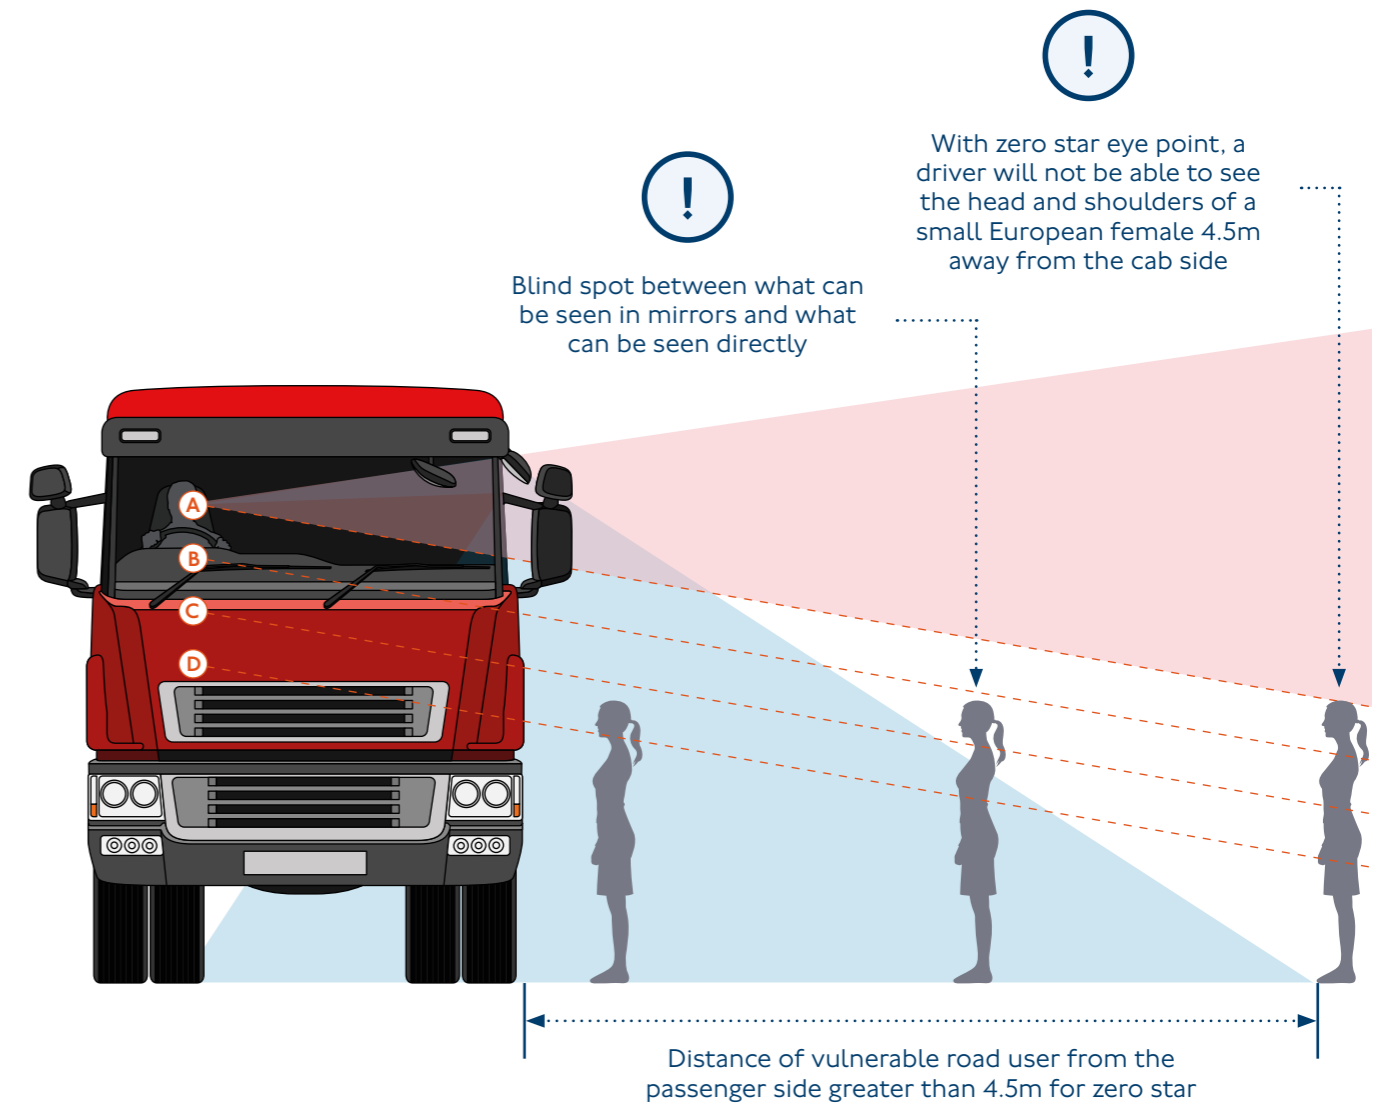 !
With zero star eye point, a
driver will not be able to see
the head and shoulders of a
small European female 4.5m
away from the cab side
!
Blind spot between what can
be seen in mirrors and what
can be seen directly
A
B
C
D
Distance of vulnerable road user from the
passenger side greater than 4.5m for zero star